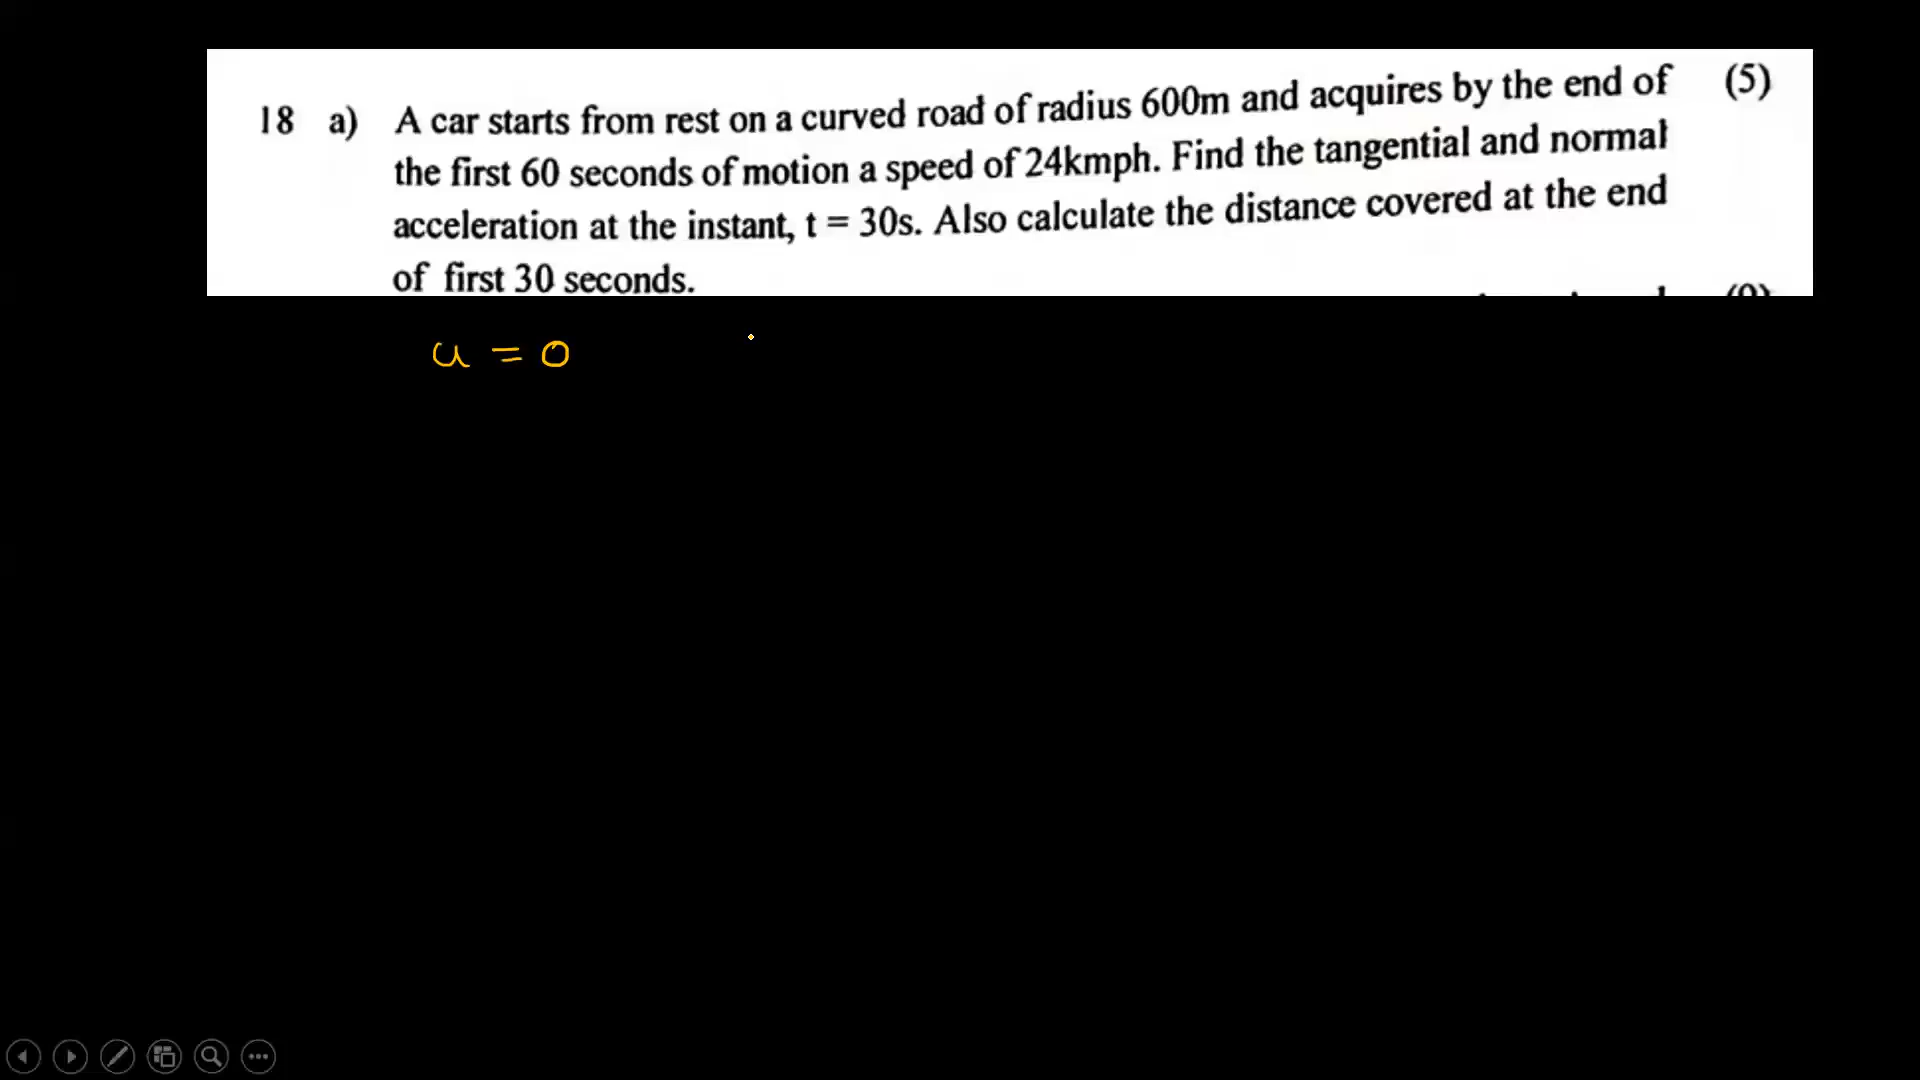 18 a) A car starts from rest on a curved road of radius 600m and acquires by the end of (5)
the first 60 seconds of motion a speed of 24kmph. Find the tangential and normal
acceleration at the instant, t = 30s. Also calculate the distance covered at the end
of first 30 seconds.
u = 0